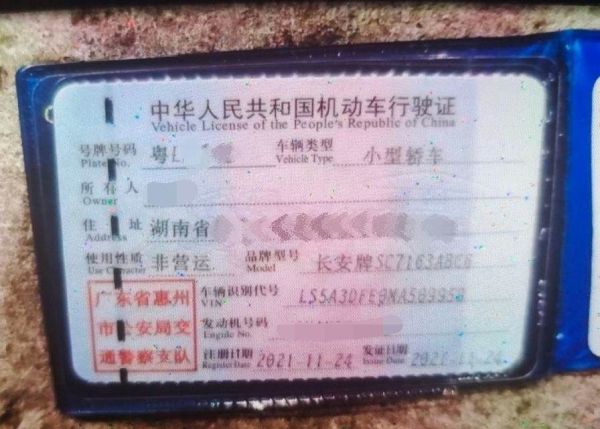 中华人民共和国机动车行驶证
Vehicle License of the People's Republic of China
号牌号码 粤L 车辆类型 小型轿车
Plate No. Vehicle Type
所有人
Owner
住址 湖南省
Address
使用性质 非营运 品牌型号 长安牌SC7163ABC6
Use Character Model
广东省惠州 车辆识别代号 LS5A3DFE
VIN
市公安局交 发动机号码
Engine No.
通警察支队 注册日期 2021-11-24 发证日期 2021-11-24
Register Date Issue Date